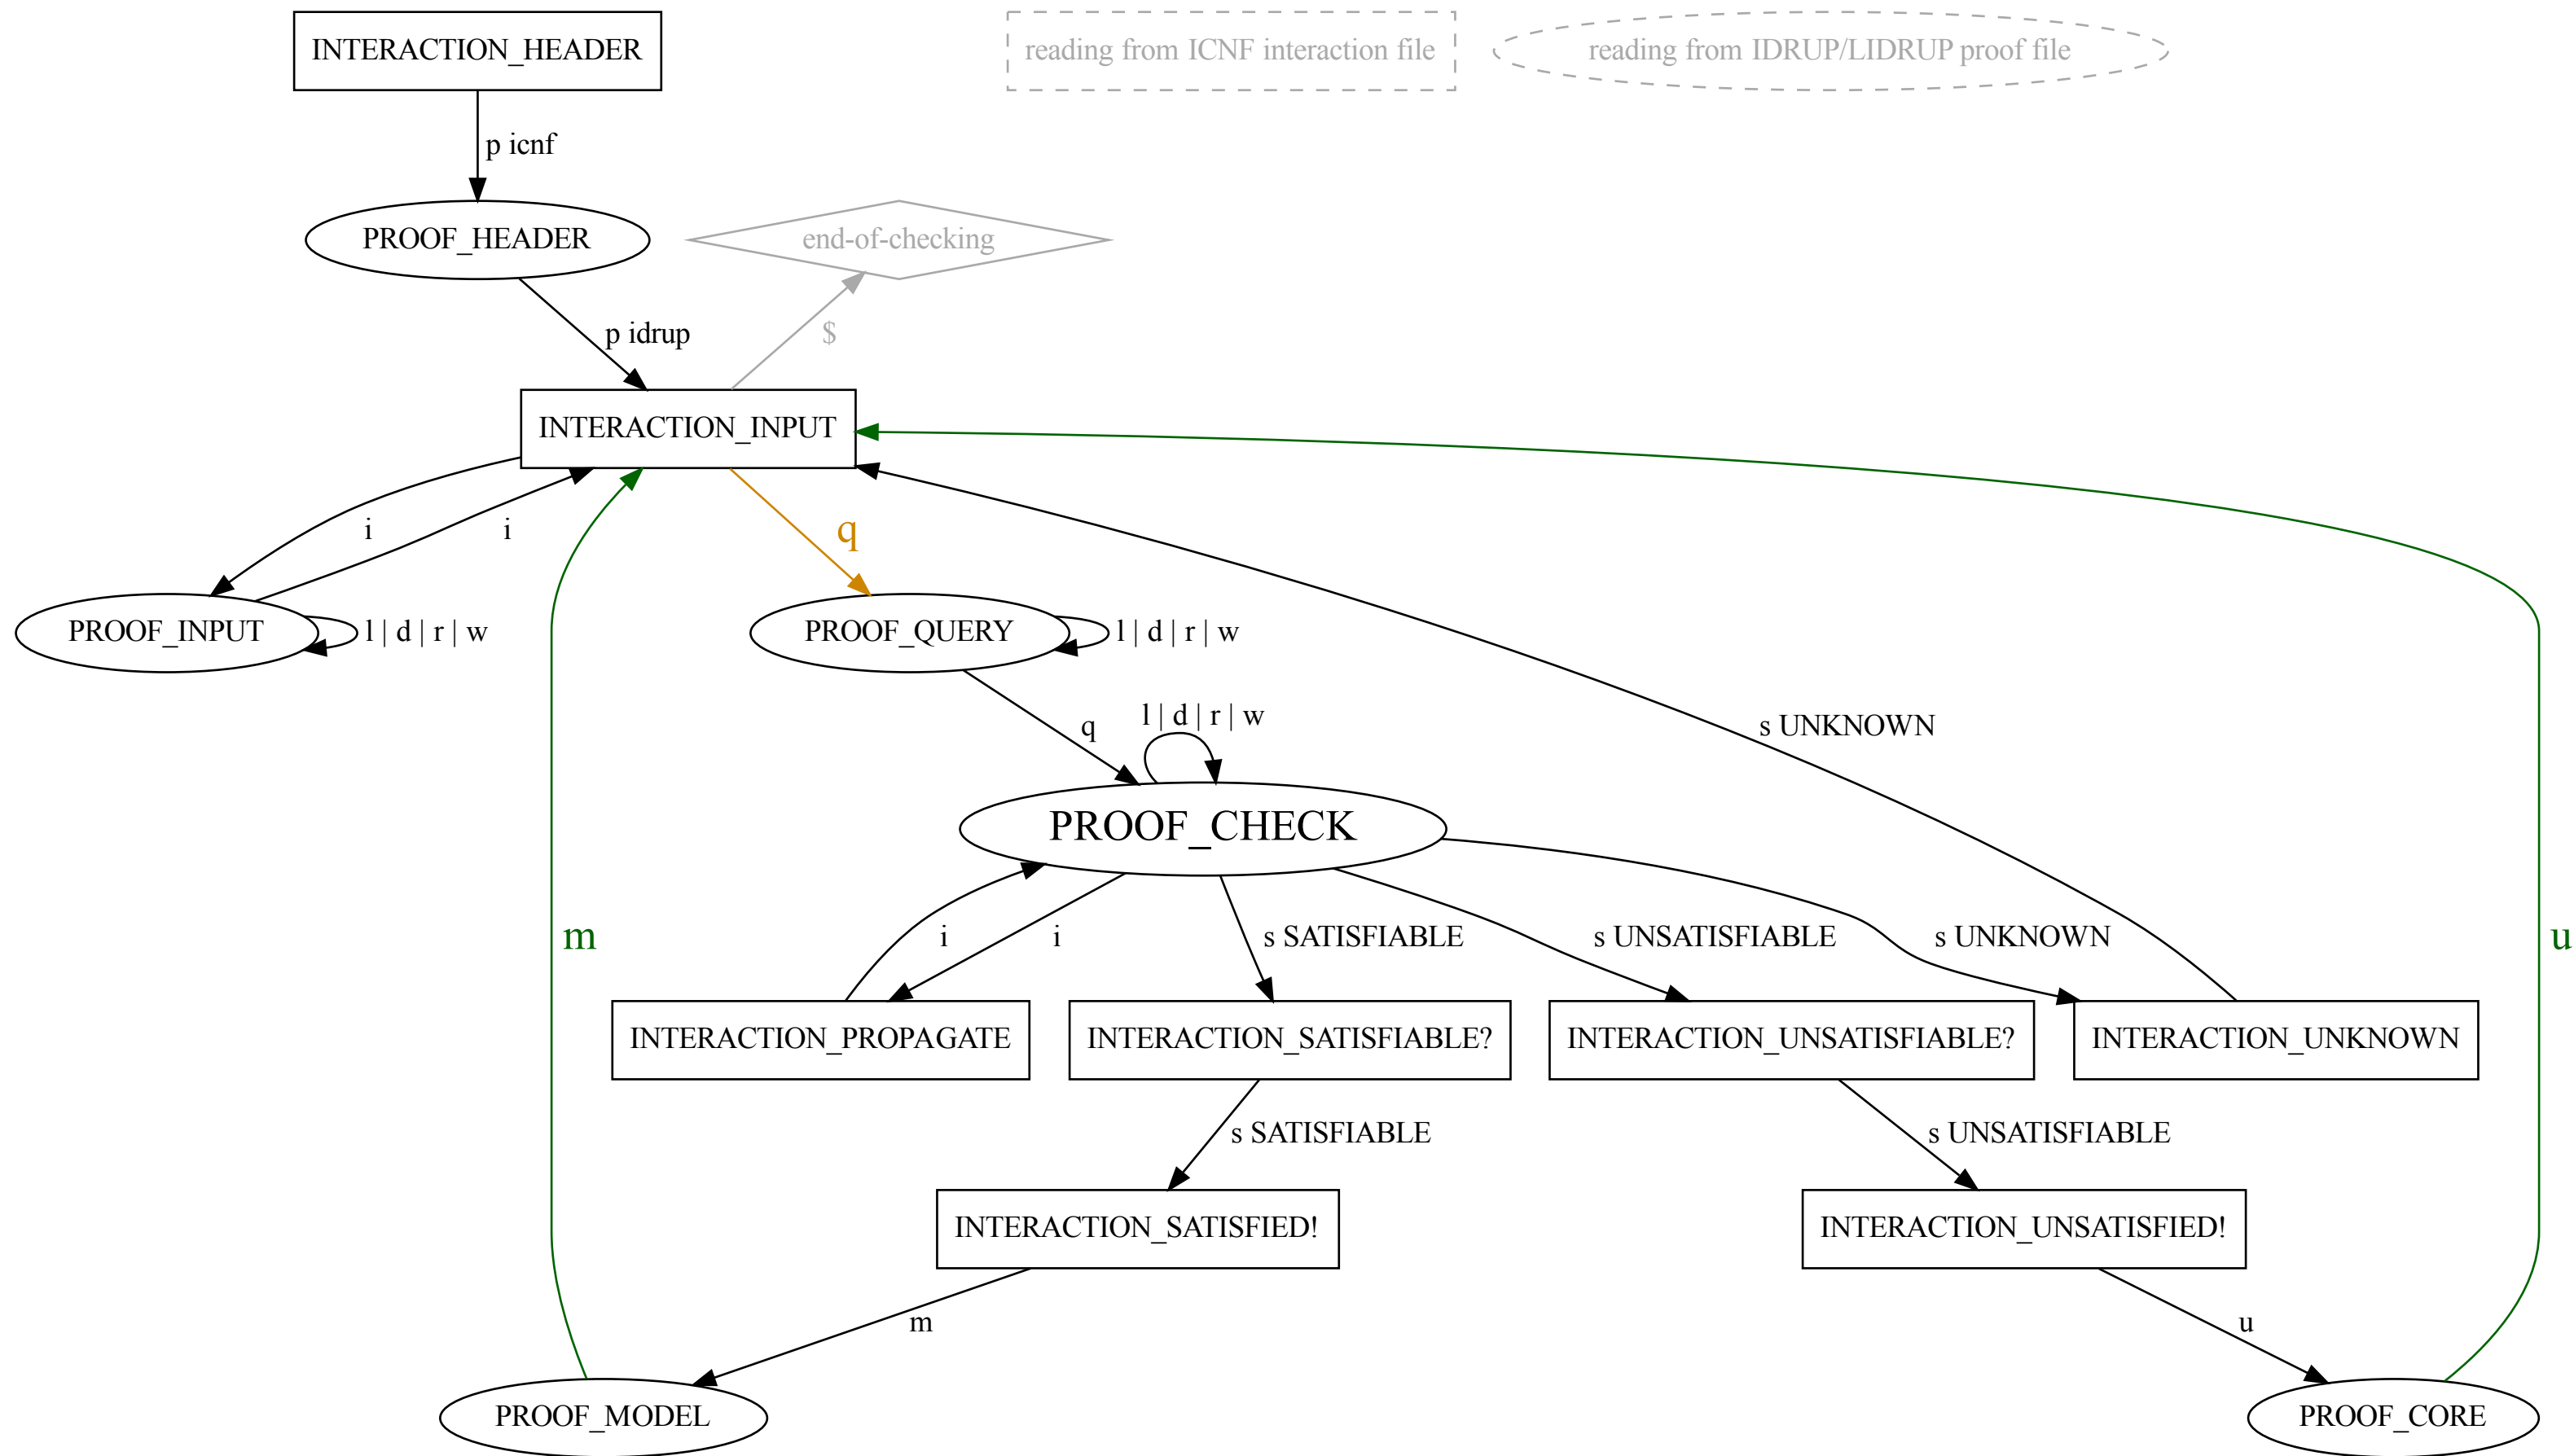 INTERACTION_HEADER
reading from ICNF interaction file
reading from IDRUP/LIDRUP proof file
p icnf
PROOF_HEADER
end-of-checking
p idrup
$
INTERACTION_INPUT
i
i
q
PROOF_INPUT
l | d | r | w
PROOF_QUERY
l | d | r | w
q
l | d | r | w
s UNKNOWN
PROOF_CHECK
m
i
i
s SATISFIABLE
s UNSATISFIABLE
s UNKNOWN
u
INTERACTION_PROPAGATE
INTERACTION_SATISFIABLE?
INTERACTION_UNSATISFIABLE?
INTERACTION_UNKNOWN
s SATISFIABLE
s UNSATISFIABLE
INTERACTION_SATISFIED!
INTERACTION_UNSATISFIED!
m
u
PROOF_MODEL
PROOF_CORE